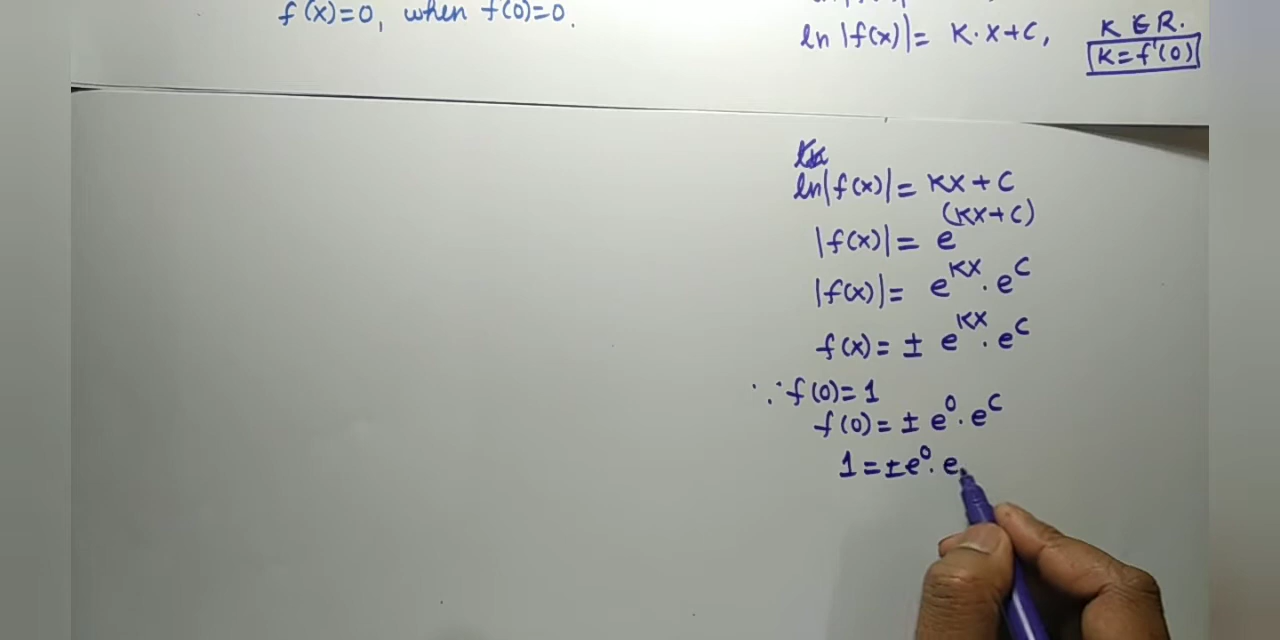 f(x)=0, when f(0)=0.
ln |f(x)| = K·X+C, K ∈ R.
K=f'(0)
ln|f(x)| = KX + C
|f(x)| = e^(KX+C)
|f(x)| = e^KX · e^C
f(x) = ± e^KX · e^C
∵ f(0) = 1
f(0) = ± e^0 · e^C
1 = ± e^0 · e